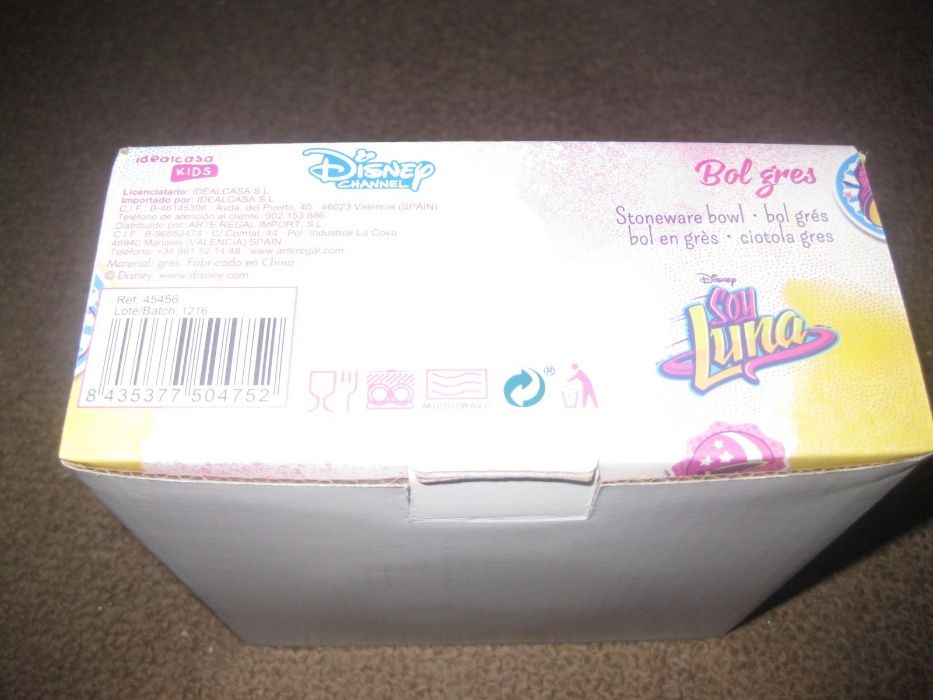 idealcasa
KIDS
Disney
CHANNEL
Licenciatario: IDEALCASA S.L.
Importado por: IDEALCASA S.L.
C.I.F. B-46145306 Avda. del Puerto, 40 46023 Valencia (SPAIN)
Teléfono de atención al cliente: 902 153 886
Distribuido por: ARTE REGAL IMPORT, S.L.
C.I.F. B-96652474 C/ Comtal, 44 - Pol. Industrial La Cova
46940 Manises (VALENCIA) SPAIN
Teléfono: +34 961 52 14 48 www.arteregal.com
Material: gres. Fabricado en China
© Disney www.disney.com
Ref: 45456
Lote/Batch: 1216
8 435377 504752
MICROWAVE
®
Bol gres
Stoneware bowl · bol grés
bol en grès · ciotola gres
Disney
SOY
Luna